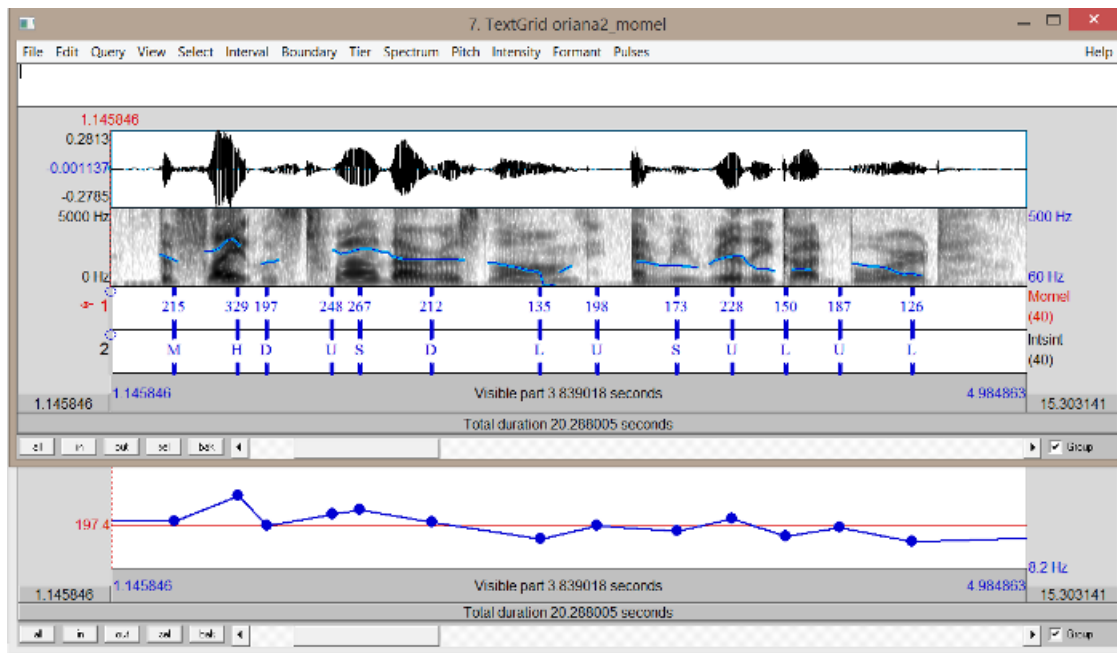 7. TextGrid oriana2_momel
File Edit Query View Select Interval Boundary Tier Spectrum Pitch Intensity Formant Pulses Help
1.145846
0.2813
-0.001137
-0.2785
5000 Hz 500 Hz
0 Hz 60 Hz
1 215 329 197 248 267 212 135 198 173 228 150 187 126 Momel
(40)
2 M H D U S D L U S U L U L Intsint
(40)
1.145846 1.145846 Visible part 3.839018 seconds 4.984863 15.303141
Total duration 20.288005 seconds
all in out sel bak Group
197.4
8.2 Hz
1.145846 1.145846 Visible part 3.839018 seconds 4.984863 15.303141
Total duration 20.288005 seconds
all in out sel bak Group